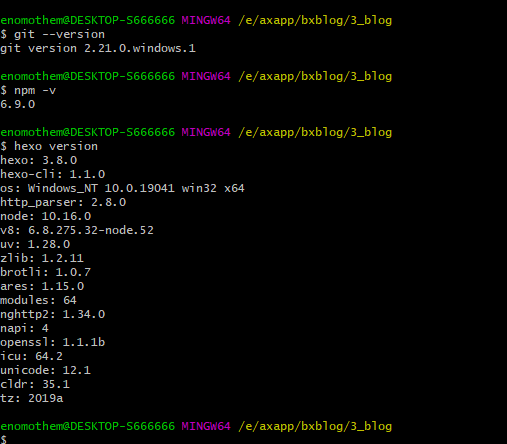 enomothem@DESKTOP-S666666 MINGW64 /e/axapp/bxblog/3_blog
$ git --version
git version 2.21.0.windows.1
enomothem@DESKTOP-S666666 MINGW64 /e/axapp/bxblog/3_blog
$ npm -v
6.9.0
enomothem@DESKTOP-S666666 MINGW64 /e/axapp/bxblog/3_blog
$ hexo version
hexo: 3.8.0
hexo-cli: 1.1.0
os: Windows_NT 10.0.19041 win32 x64
http_parser: 2.8.0
node: 10.16.0
v8: 6.8.275.32-node.52
uv: 1.28.0
zlib: 1.2.11
brotli: 1.0.7
ares: 1.15.0
modules: 64
nghttp2: 1.34.0
napi: 4
openssl: 1.1.1b
icu: 64.2
unicode: 12.1
cldr: 35.1
tz: 2019a
enomothem@DESKTOP-S666666 MINGW64 /e/axapp/bxblog/3_blog
$